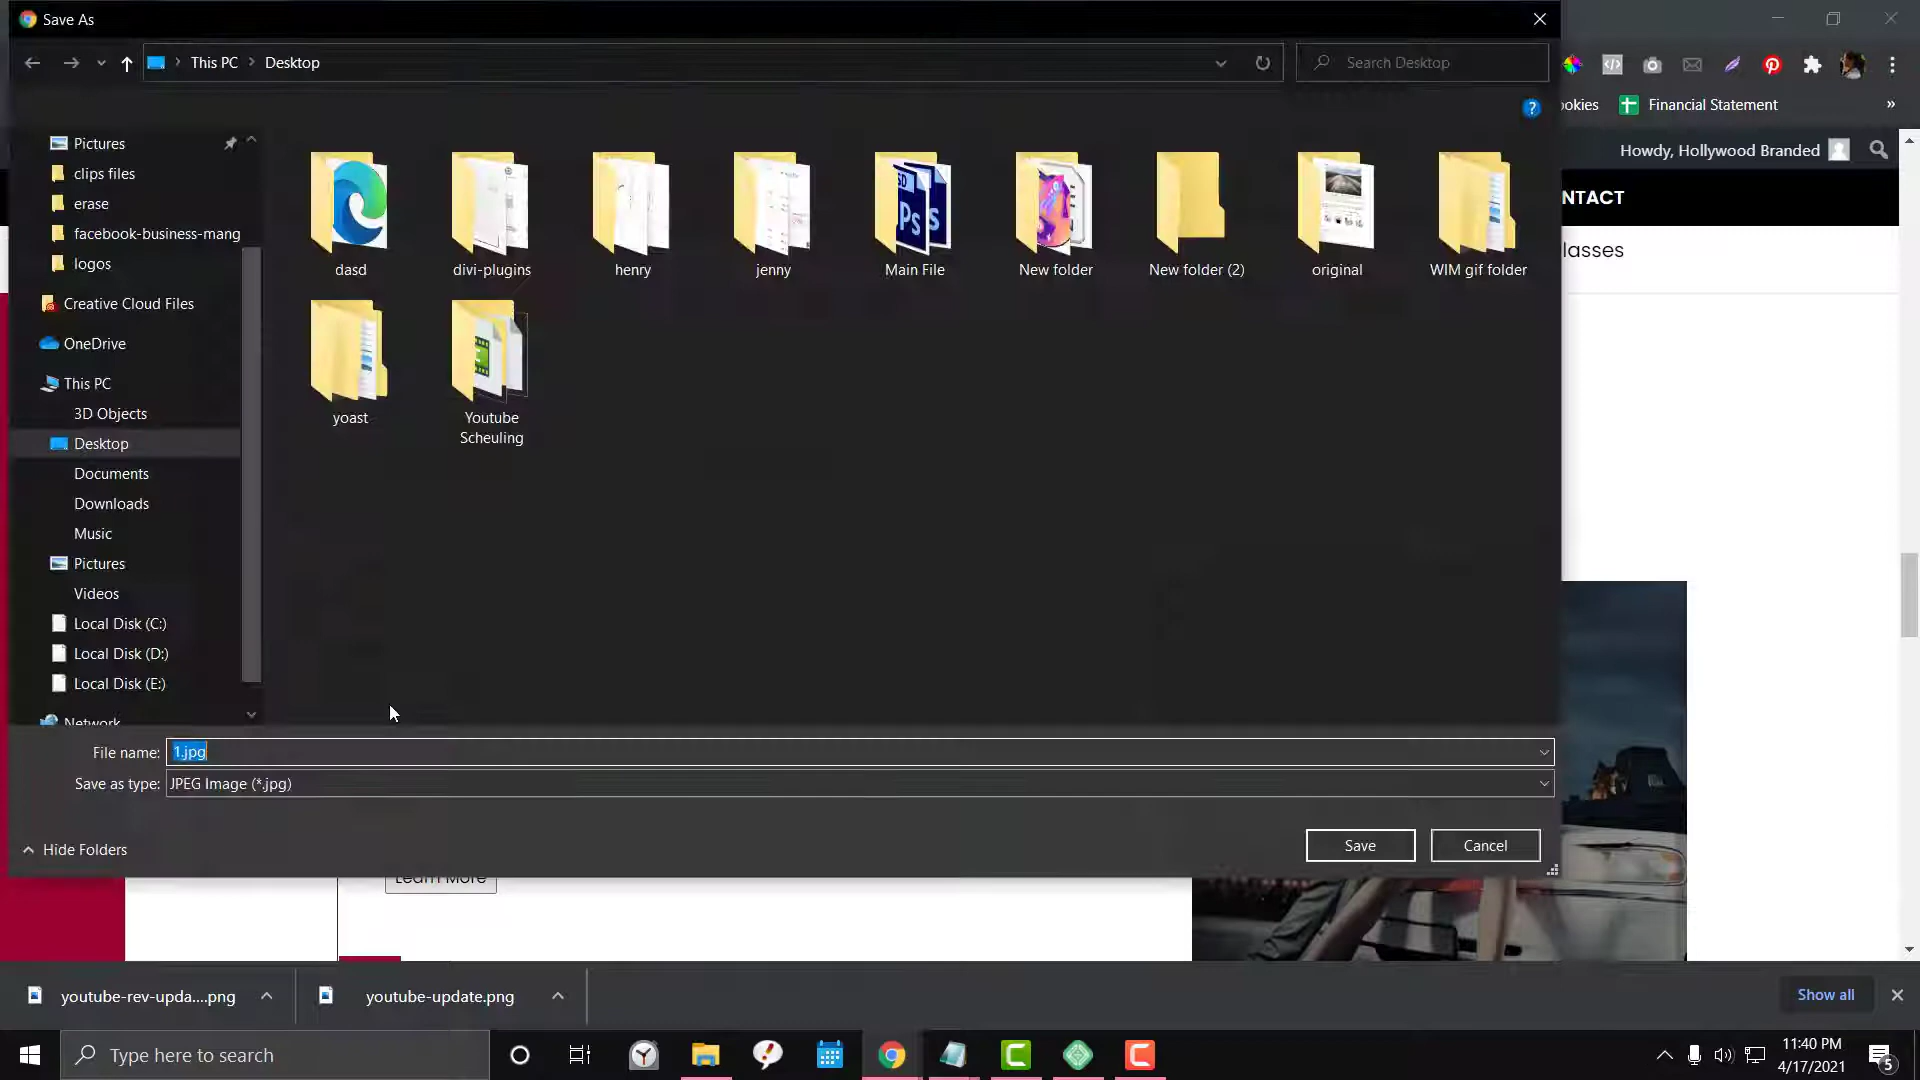 Save As
This PC
Desktop
Search Desktop
ookies
Financial Statement
»
Howdy, Hollywood Branded
NTACT
lasses
Pictures
clips files
erase
facebook-business-mang
logos
Creative Cloud Files
OneDrive
This PC
3D Objects
Desktop
Documents
Downloads
Music
Pictures
Videos
Local Disk (C:)
Local Disk (D:)
Local Disk (E:)
Network
dasd
divi-plugins
henry
jenny
Main File
New folder
New folder (2)
original
WIM gif folder
yoast
Youtube
Scheuling
File name: 1.jpg
Save as type: JPEG Image (*.jpg)
Hide Folders
Save
Cancel
Learn More
youtube-rev-upda....png
youtube-update.png
Show all
Type here to search
11:40 PM
4/17/2021
5